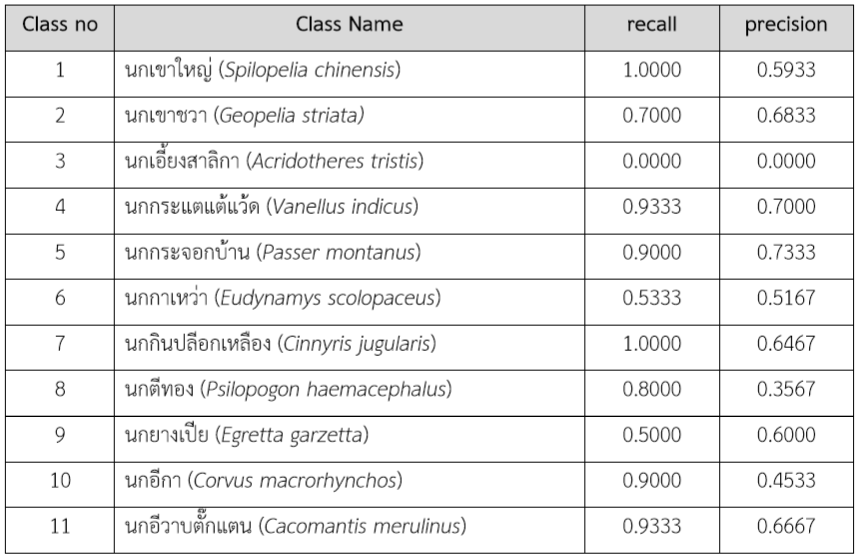 Class no Class Name recall precision
1 นกเขาใหญ่ (Spilopelia chinensis) 1.0000 0.5933
2 นกเขาชวา (Geopelia striata) 0.7000 0.6833
3 นกเอี้ยงสาลิกา (Acridotheres tristis) 0.0000 0.0000
4 นกกระแตแต้แว้ด (Vanellus indicus) 0.9333 0.7000
5 นกกระจอกบ้าน (Passer montanus) 0.9000 0.7333
6 นกกาเหว่า (Eudynamys scolopaceus) 0.5333 0.5167
7 นกกินปลีอกเหลือง (Cinnyris jugularis) 1.0000 0.6467
8 นกตีทอง (Psilopogon haemacephalus) 0.8000 0.3567
9 นกยางเปีย (Egretta garzetta) 0.5000 0.6000
10 นกอีกา (Corvus macrorhynchos) 0.9000 0.4533
11 นกอีวาบตั๊กแตน (Cacomantis merulinus) 0.9333 0.6667